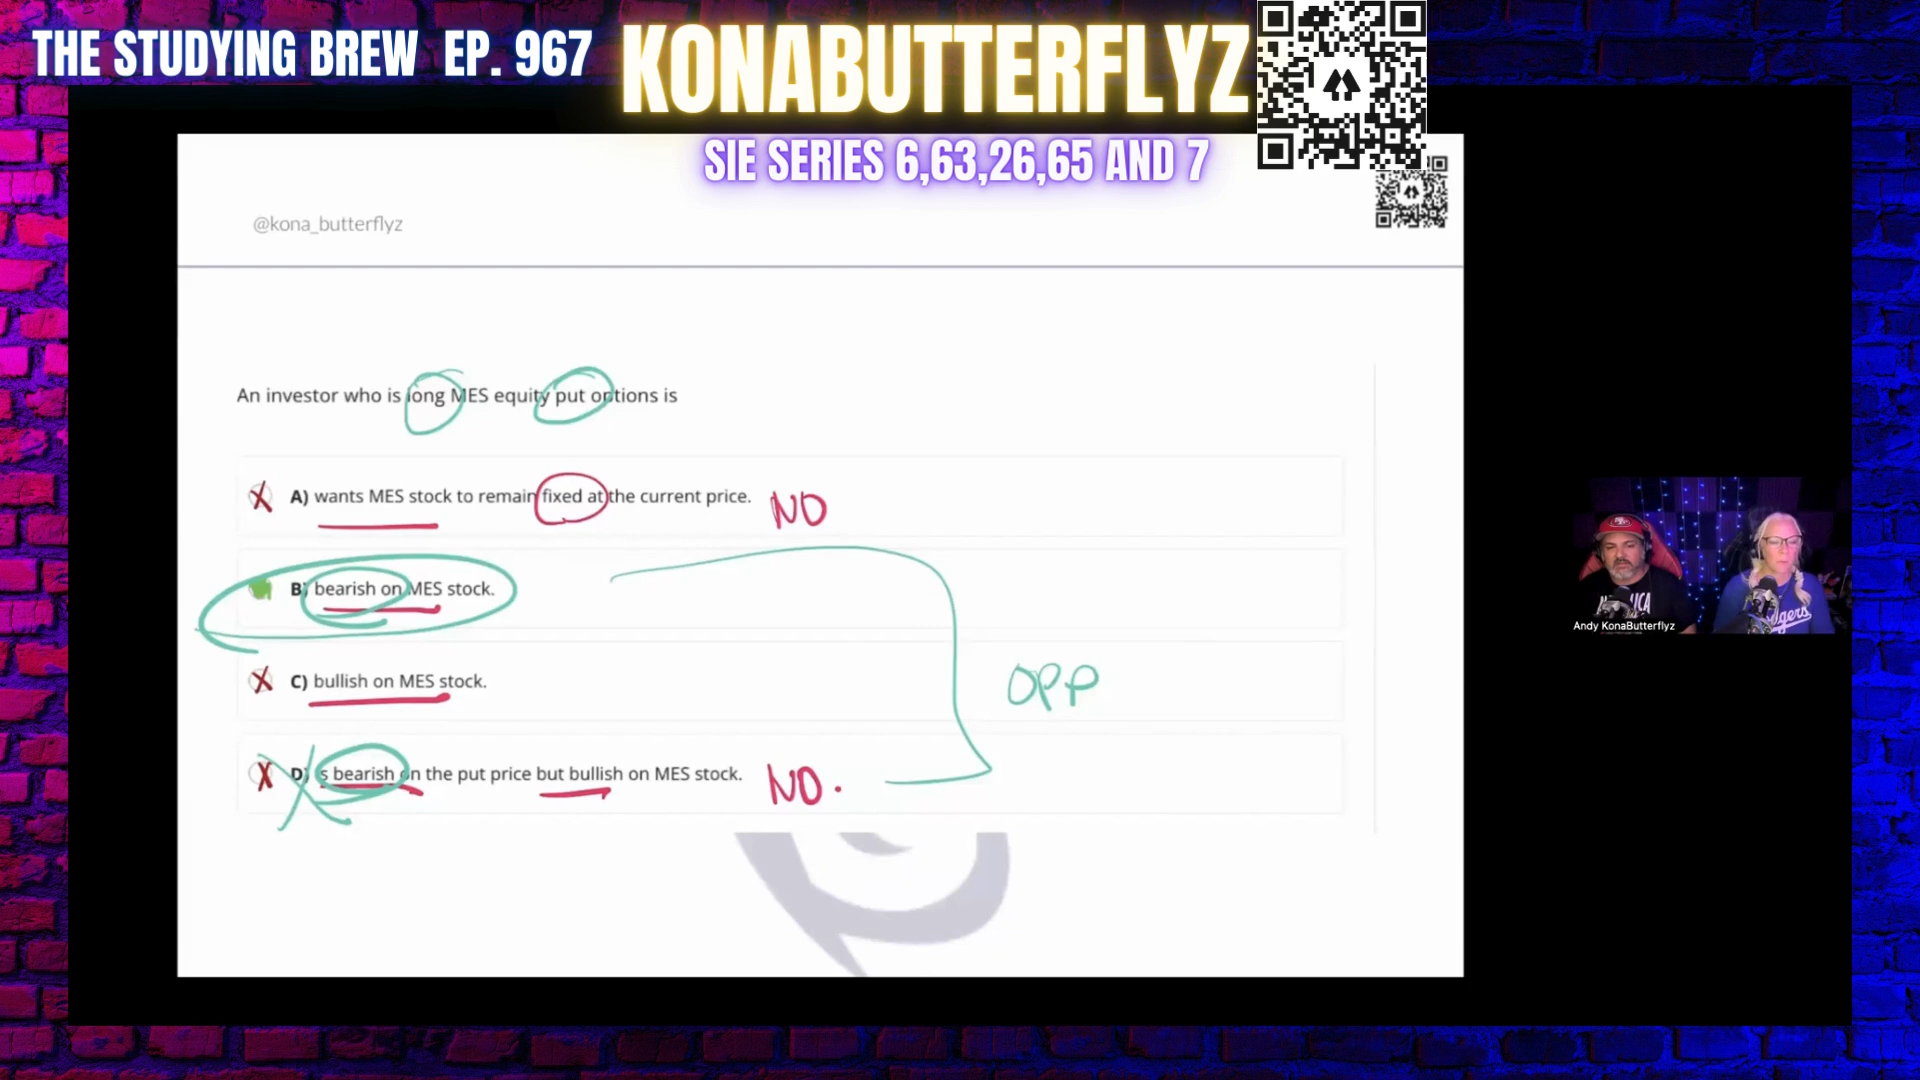 THE STUDYING BREW EP. 967
KONABUTTERFLYZ
SIE SERIES 6,63,26,65 AND 7
@kona_butterflyz
An investor who is long MES equity put options is
A) wants MES stock to remain fixed at the current price. NO
B) bearish on MES stock.
C) bullish on MES stock.
OPP
D) is bearish on the put price but bullish on MES stock. NO.
Andy KonaButterflyz